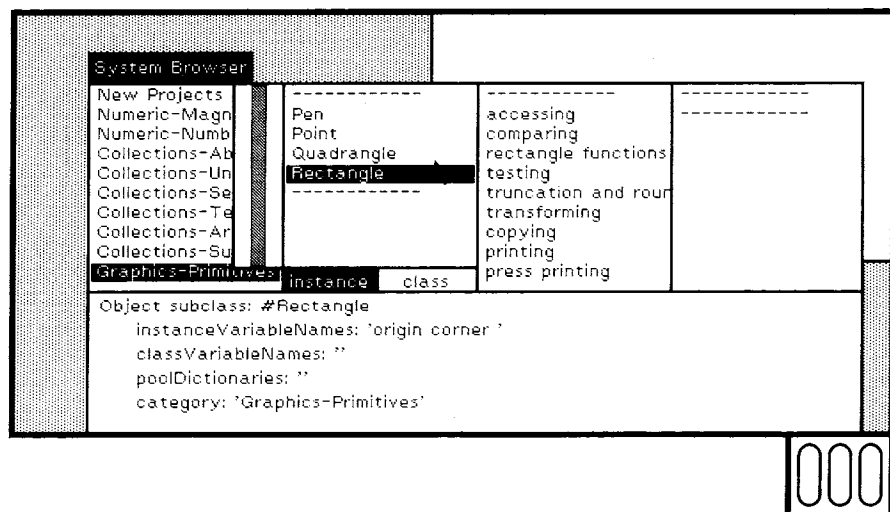 System Browser
New Projects
Numeric-Magn
Numeric-Numb
Collections-Ab
Collections-Un
Collections-Se
Collections-Te
Collections-Ar
Collections-Su
Graphics-Primitives
------------
Pen
Point
Quadrangle
Rectangle
------------
instance class
------------
accessing
comparing
rectangle functions
testing
truncation and roun
transforming
copying
printing
press printing
------------
------------
Object subclass: #Rectangle
instanceVariableNames: 'origin corner '
classVariableNames: ''
poolDictionaries: ''
category: 'Graphics-Primitives'